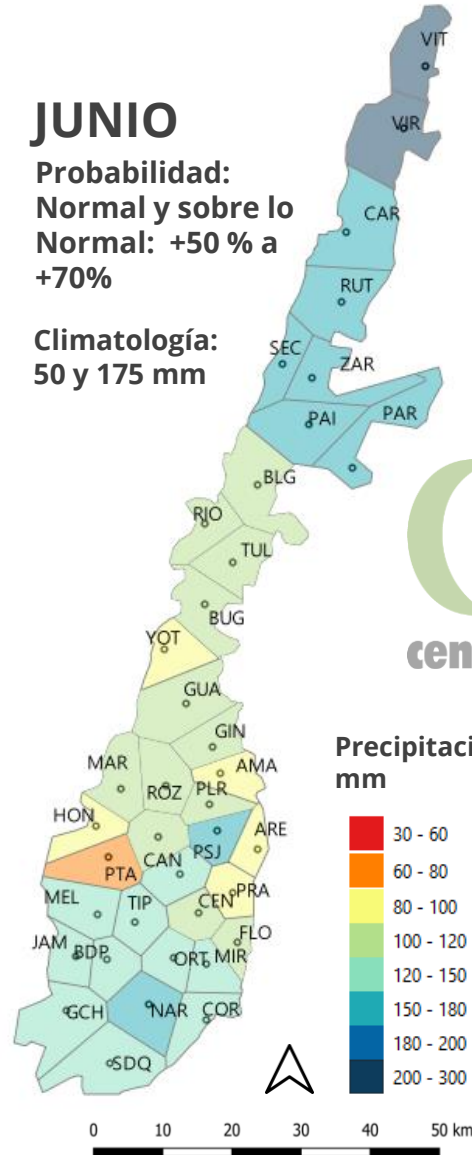 JUNIO
Probabilidad:
Normal y sobre lo
Normal: +50 % a
+70%
Climatología:
50 y 175 mm
VIT
VIR
CAR
RUT
SEC
ZAR
PAI
PAR
BLG
RIO
TUL
BUG
YOT
GUA
GIN
MAR
AMA
ROZ
PLR
HON
ARE
PSJ
CAN
PTA
PRA
MEL
TIP
CEN
FLO
JAM
BDP
ORT
MIR
GCH
NAR
COR
SDQ
cen
Precipitaci
mm
30 - 60
60 - 80
80 - 100
100 - 120
120 - 150
150 - 180
180 - 200
200 - 300
0 10 20 30 40 50 km